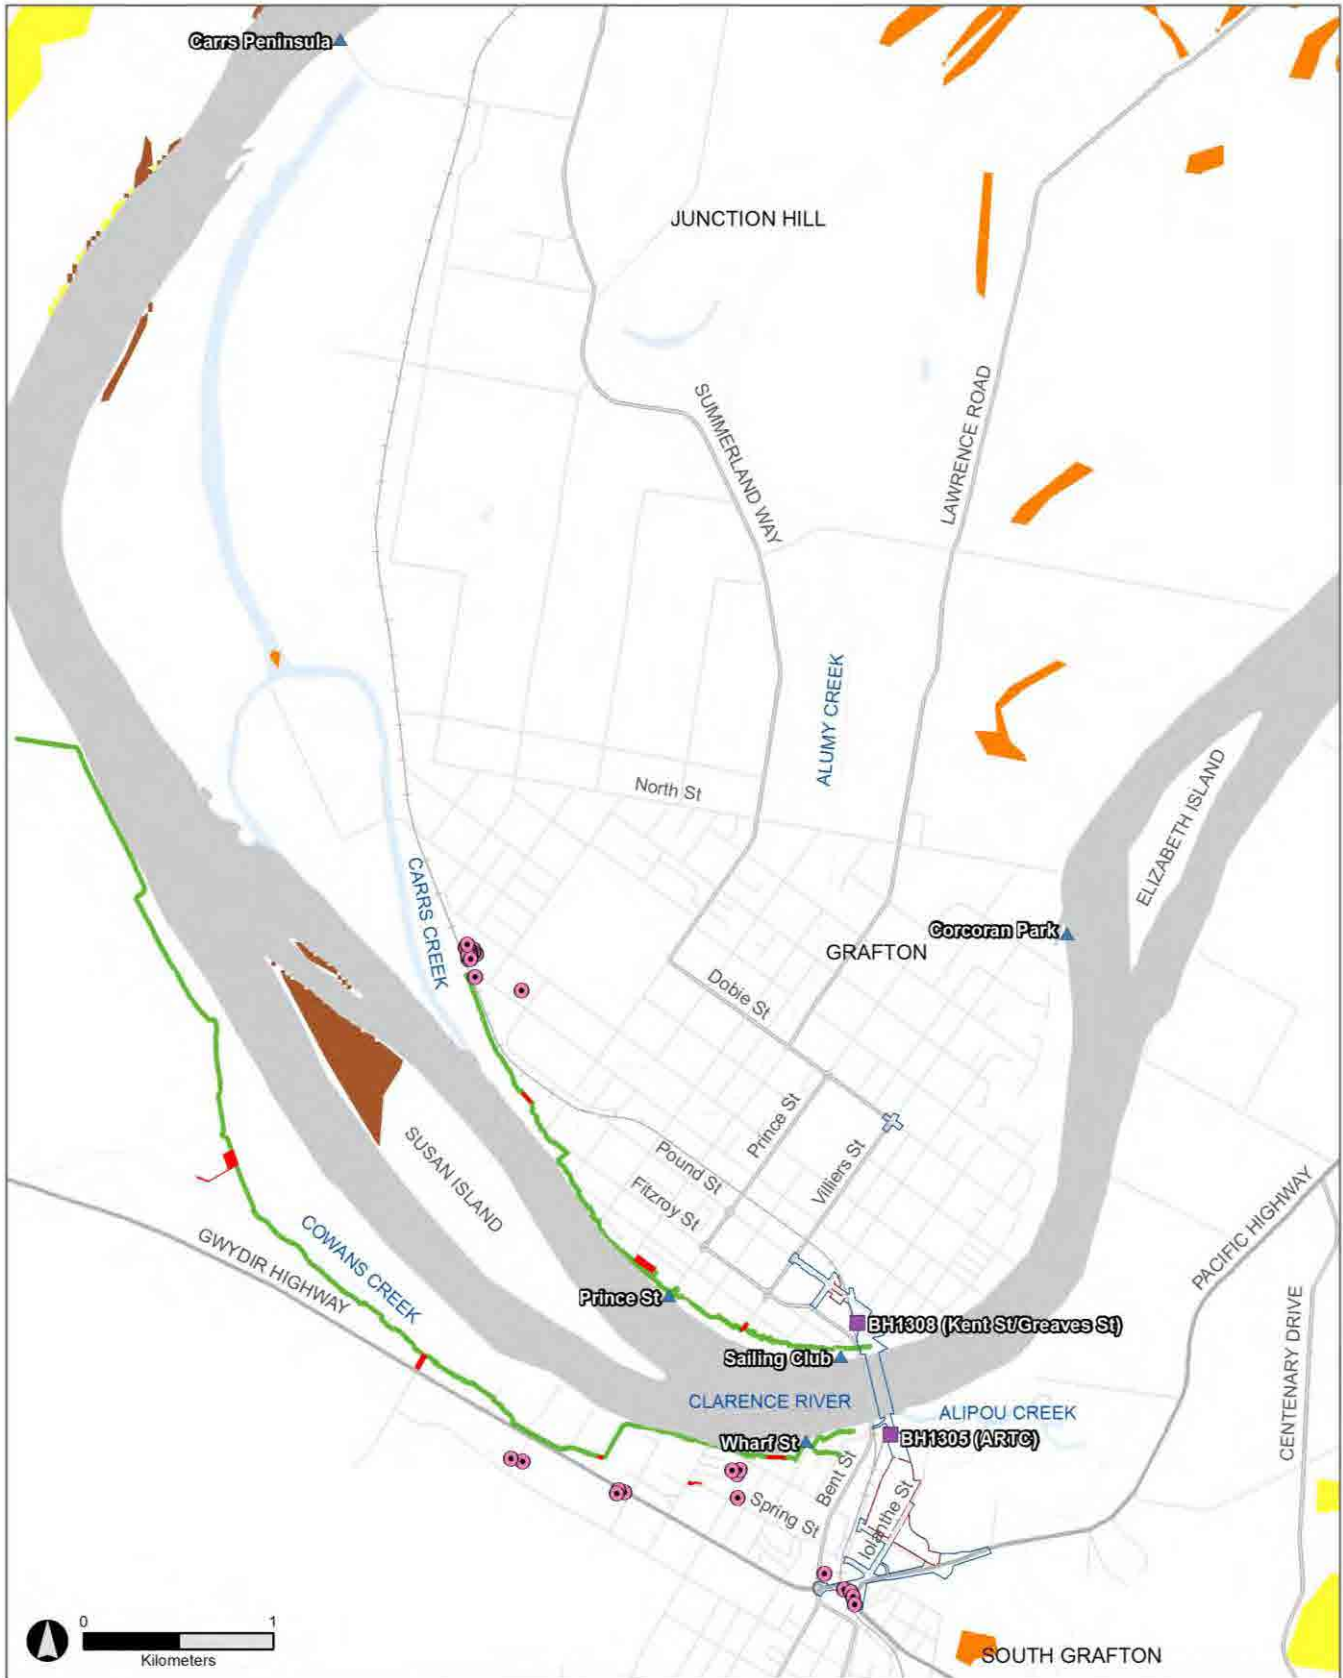 Carrs Peninsula
JUNCTION HILL
SUMMERLAND WAY
LAWRENCE ROAD
ALUMY CREEK
North St
ELIZABETH ISLAND
CARRS CREEK
Corcoran Park
GRAFTON
Dobie St
Prince St
Villiers St
Pound St
Fitzroy St
SUSAN ISLAND
COWANS CREEK
GWYDIR HIGHWAY
PACIFIC HIGHWAY
CENTENARY DRIVE
Prince St
BH1308 (Kent St/Greaves St)
Sailing Club
CLARENCE RIVER
ALIPOU CREEK
Wharf St
BH1305 (ARTC)
Bent St
Spring St
Iolanthe St
0 1
Kilometers
SOUTH GRAFTON